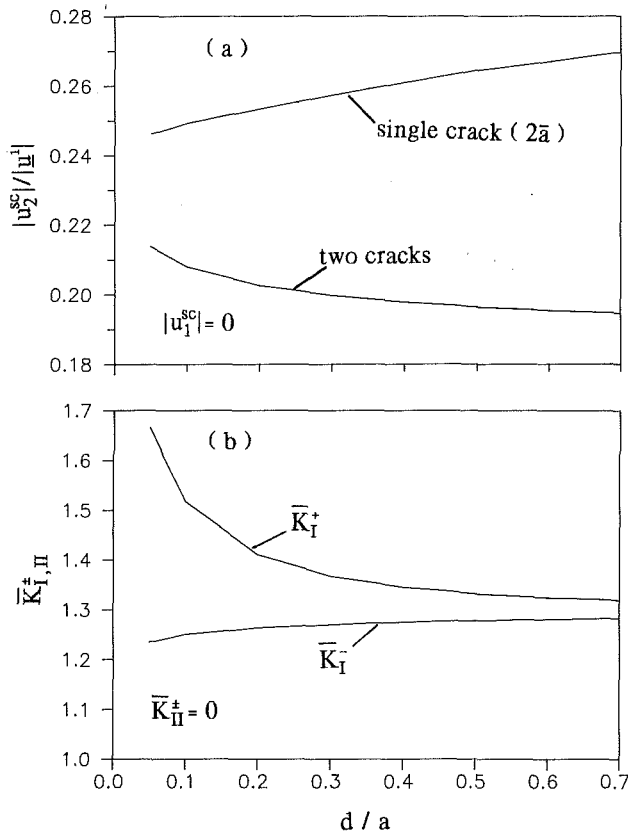 0.28
( a )
0.26
single crack ( 2a̅ )
0.24
|u₂ˢᶜ| / |u̲¹|
0.22
two cracks
0.20
|u₁ˢᶜ| = 0
0.18
1.7
( b )
1.6
1.5
K̅ᵢ⁺
1.4
K̅±I,II
1.3
K̅ᵢ⁻
1.2
K̅±II = 0
1.1
1.0
0.0 0.1 0.2 0.3 0.4 0.5 0.6 0.7
d / a